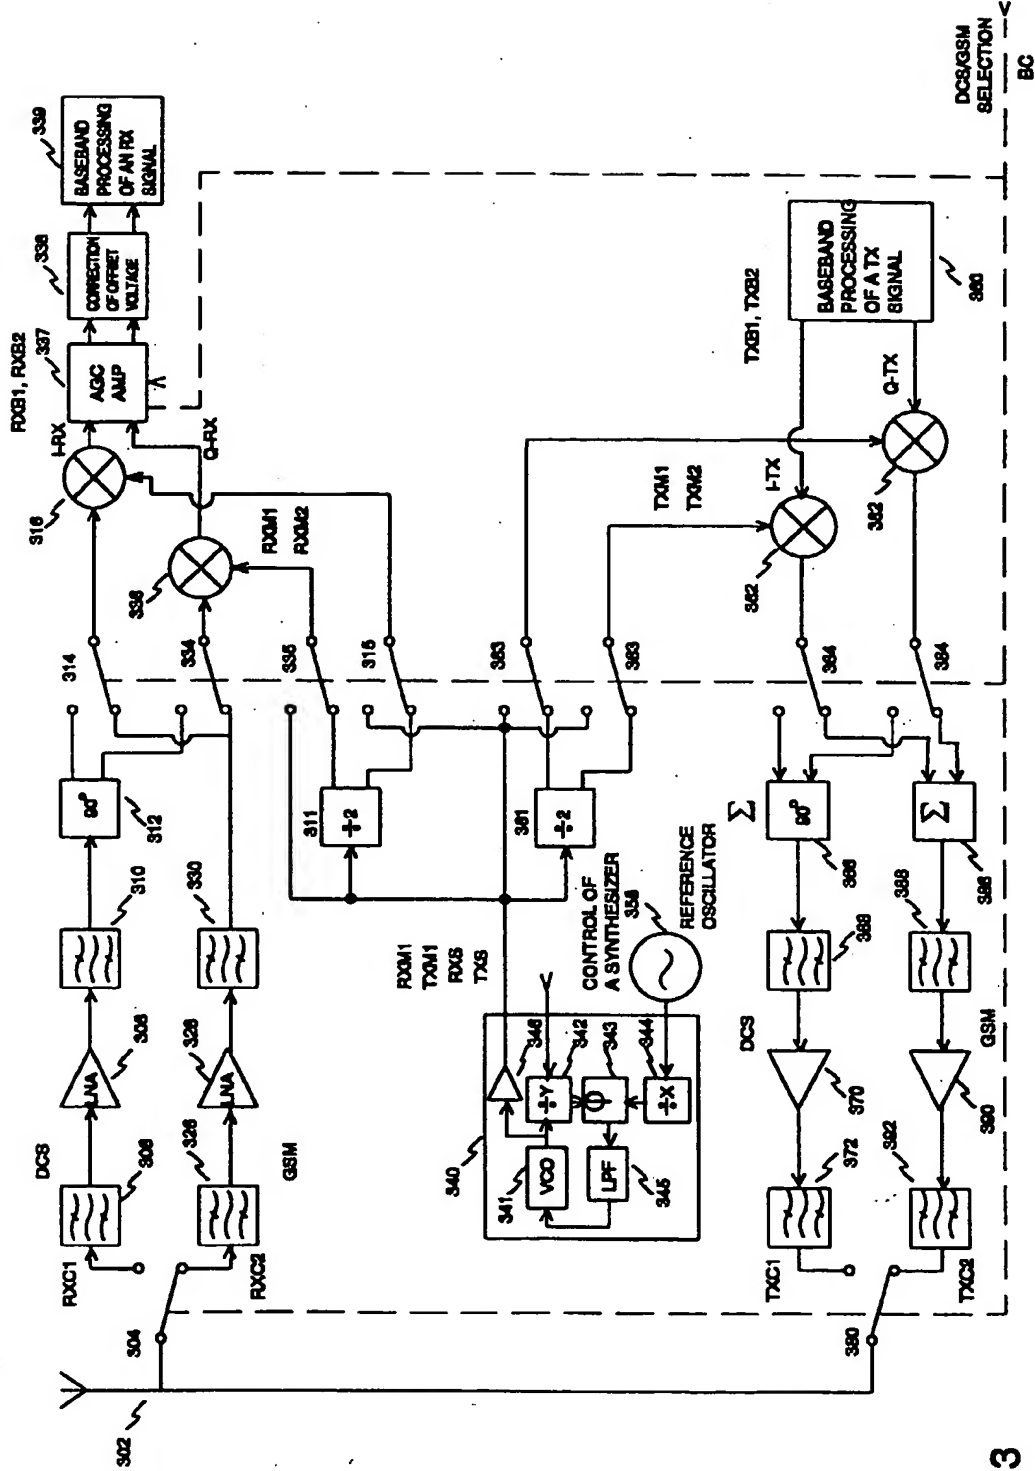 302
304
RXC1
RXC2
DCS
306
308
310
90°
312
314
316
I-RX
RXB1, RXB2
337
AGC
AMP
338
CORRECTION
OF OFFSET
VOLTAGE
339
BASEBAND
PROCESSING
OF AN RX
SIGNAL
326
GSM
LNA
LNA
328
330
334
336
Q-RX
RXM1
RXM2
335
315
311
÷2
381
÷2
383
363
TXM1
TXM2
RXM1
TXM1
RXS
TXS
340
341
VCO
346
÷Y
342
343
ϕ
÷X
344
LPF
345
CONTROL OF
A SYNTHESIZER
358
REFERENCE
OSCILLATOR
TXB1, TXB2
BASEBAND
PROCESSING
OF A TX
SIGNAL
360
I-TX
Q-TX
362
382
364
384
Σ
90°
366
Σ
386
368
388
DCS
GSM
370
390
372
392
TXC1
TXC2
380
DCS/GSM
SELECTION
BC
3